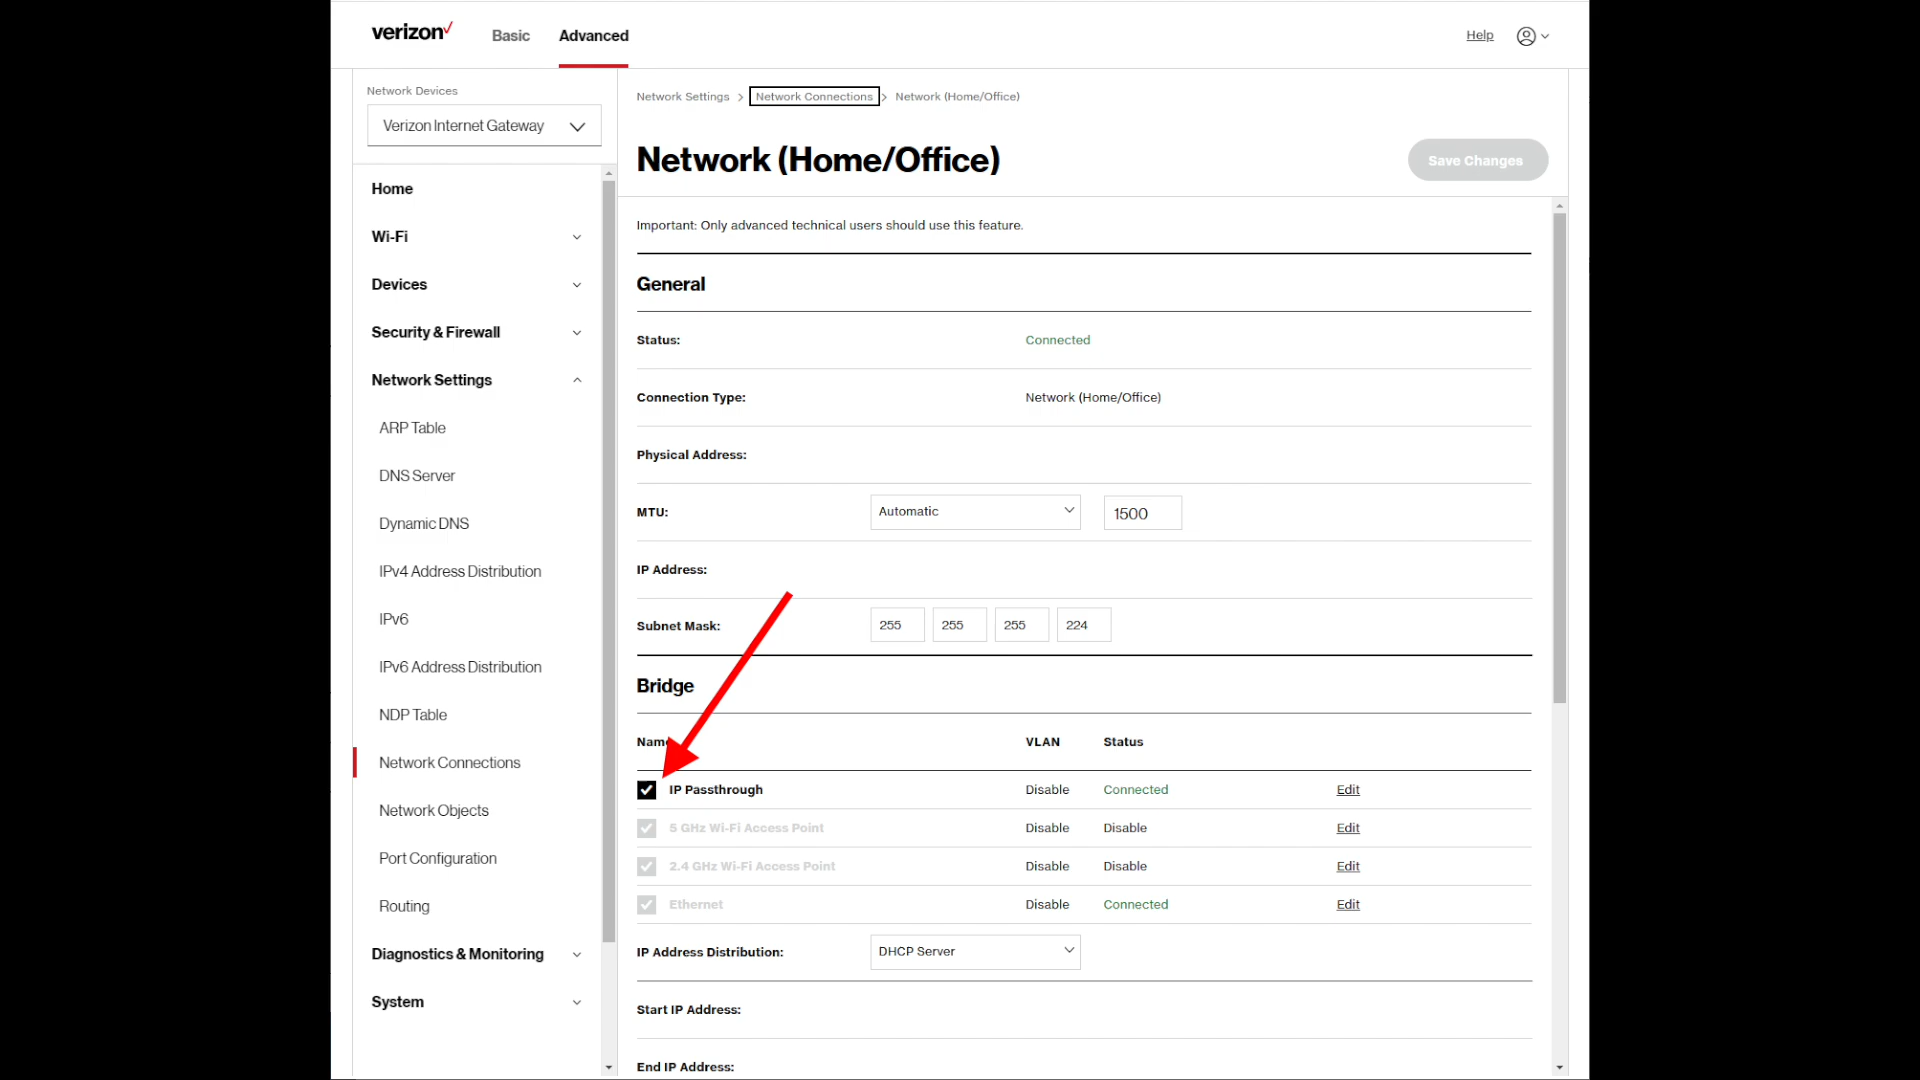 verizon Basic Advanced Help
Network Devices
Verizon Internet Gateway
Home
Wi-Fi
Devices
Security & Firewall
Network Settings
ARP Table
DNS Server
Dynamic DNS
IPv4 Address Distribution
IPv6
IPv6 Address Distribution
NDP Table
Network Connections
Network Objects
Port Configuration
Routing
Diagnostics & Monitoring
System
Network Settings > Network Connections > Network (Home/Office)
Network (Home/Office) Save Changes
Important: Only advanced technical users should use this feature.
General
Status: Connected
Connection Type: Network (Home/Office)
Physical Address:
MTU: Automatic 1500
IP Address:
Subnet Mask: 255 255 255 224
Bridge
Name VLAN Status
IP Passthrough Disable Connected Edit
5 GHz Wi-Fi Access Point Disable Disable Edit
2.4 GHz Wi-Fi Access Point Disable Disable Edit
Ethernet Disable Connected Edit
IP Address Distribution: DHCP Server
Start IP Address:
End IP Address: